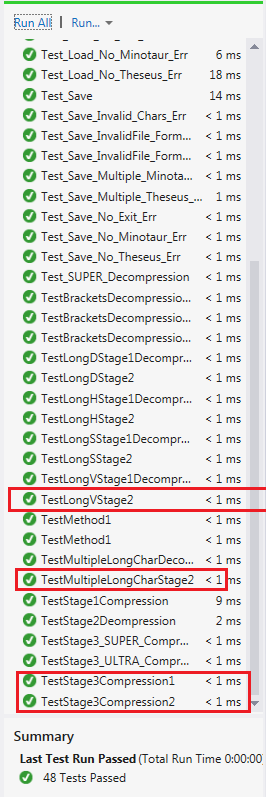 Run All | Run...
Test_Load_No_Minotaur_Err 6 ms
Test_Load_No_Theseus_Err 18 ms
Test_Save 14 ms
Test_Save_Invalid_Chars_Err < 1 ms
Test_Save_InvalidFile_Form... < 1 ms
Test_Save_InvalidFile_Form... < 1 ms
Test_Save_Multiple_Minota... < 1 ms
Test_Save_Multiple_Theseus_... 1 ms
Test_Save_No_Exit_Err < 1 ms
Test_Save_No_Minotaur_Err < 1 ms
Test_Save_No_Theseus_Err < 1 ms
Test_SUPER_Decompression < 1 ms
TestBracketsDecompressio... < 1 ms
TestBracketsDecompressio... < 1 ms
TestBracketsDecompressio... < 1 ms
TestLongDStage1Decompr... < 1 ms
TestLongDStage2 < 1 ms
TestLongHStage1Decompr... < 1 ms
TestLongHStage2 < 1 ms
TestLongSStage1Decompr... < 1 ms
TestLongSStage2 < 1 ms
TestLongVStage1Decompr... < 1 ms
TestLongVStage2 < 1 ms
TestMethod1 < 1 ms
TestMethod1 < 1 ms
TestMultipleLongCharDeco... < 1 ms
TestMultipleLongCharStage2 < 1 ms
TestStage1Compression 9 ms
TestStage2Deompression 2 ms
TestStage3_SUPER_Compr... < 1 ms
TestStage3_ULTRA_Compr... < 1 ms
TestStage3Compression1 < 1 ms
TestStage3Compression2 < 1 ms
Summary
Last Test Run Passed (Total Run Time 0:00:00)
48 Tests Passed